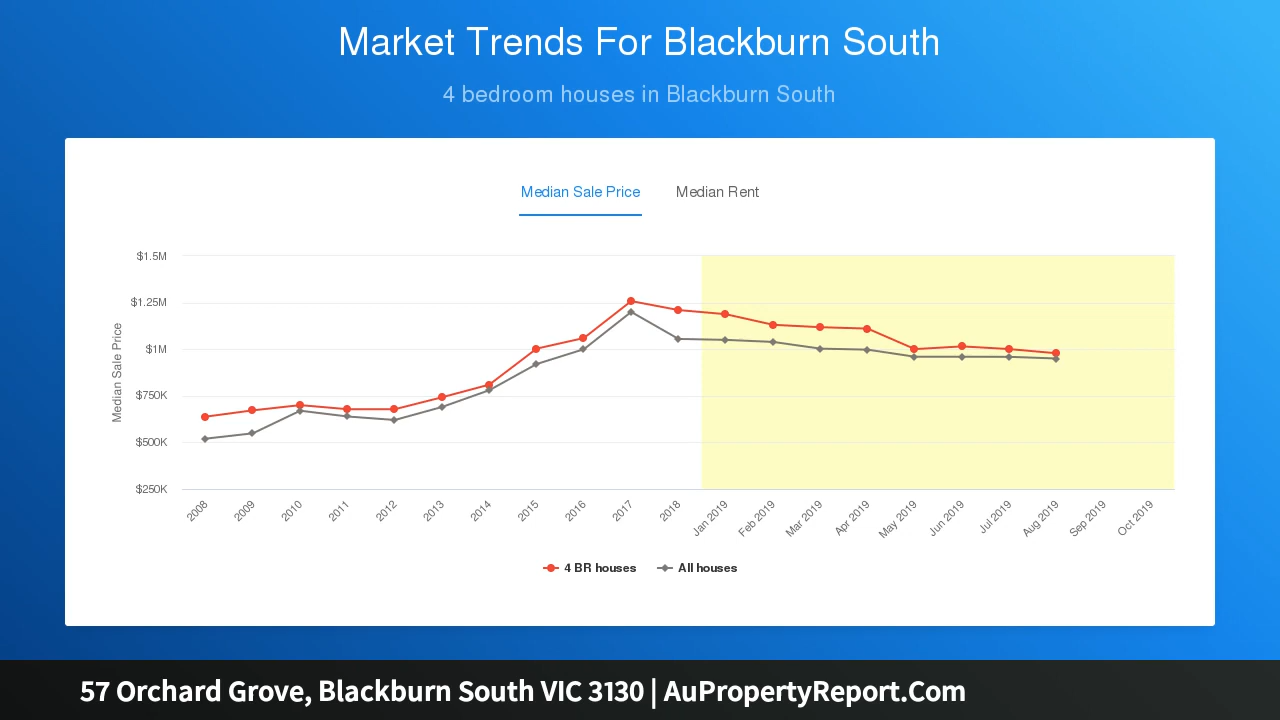 Market Trends For Blackburn South
4 bedroom houses in Blackburn South
Median Sale Price Median Rent
$1.5M
$1.25M
$1M
$750K
$500K
$250K
Median Sale Price
2008 2009 2010 2011 2012 2013 2014 2015 2016 2017 2018 Jan 2019 Feb 2019 Mar 2019 Apr 2019 May 2019 Jun 2019 Jul 2019 Aug 2019 Sep 2019 Oct 2019
4 BR houses All houses
57 Orchard Grove, Blackburn South VIC 3130 | AuPropertyReport.Com